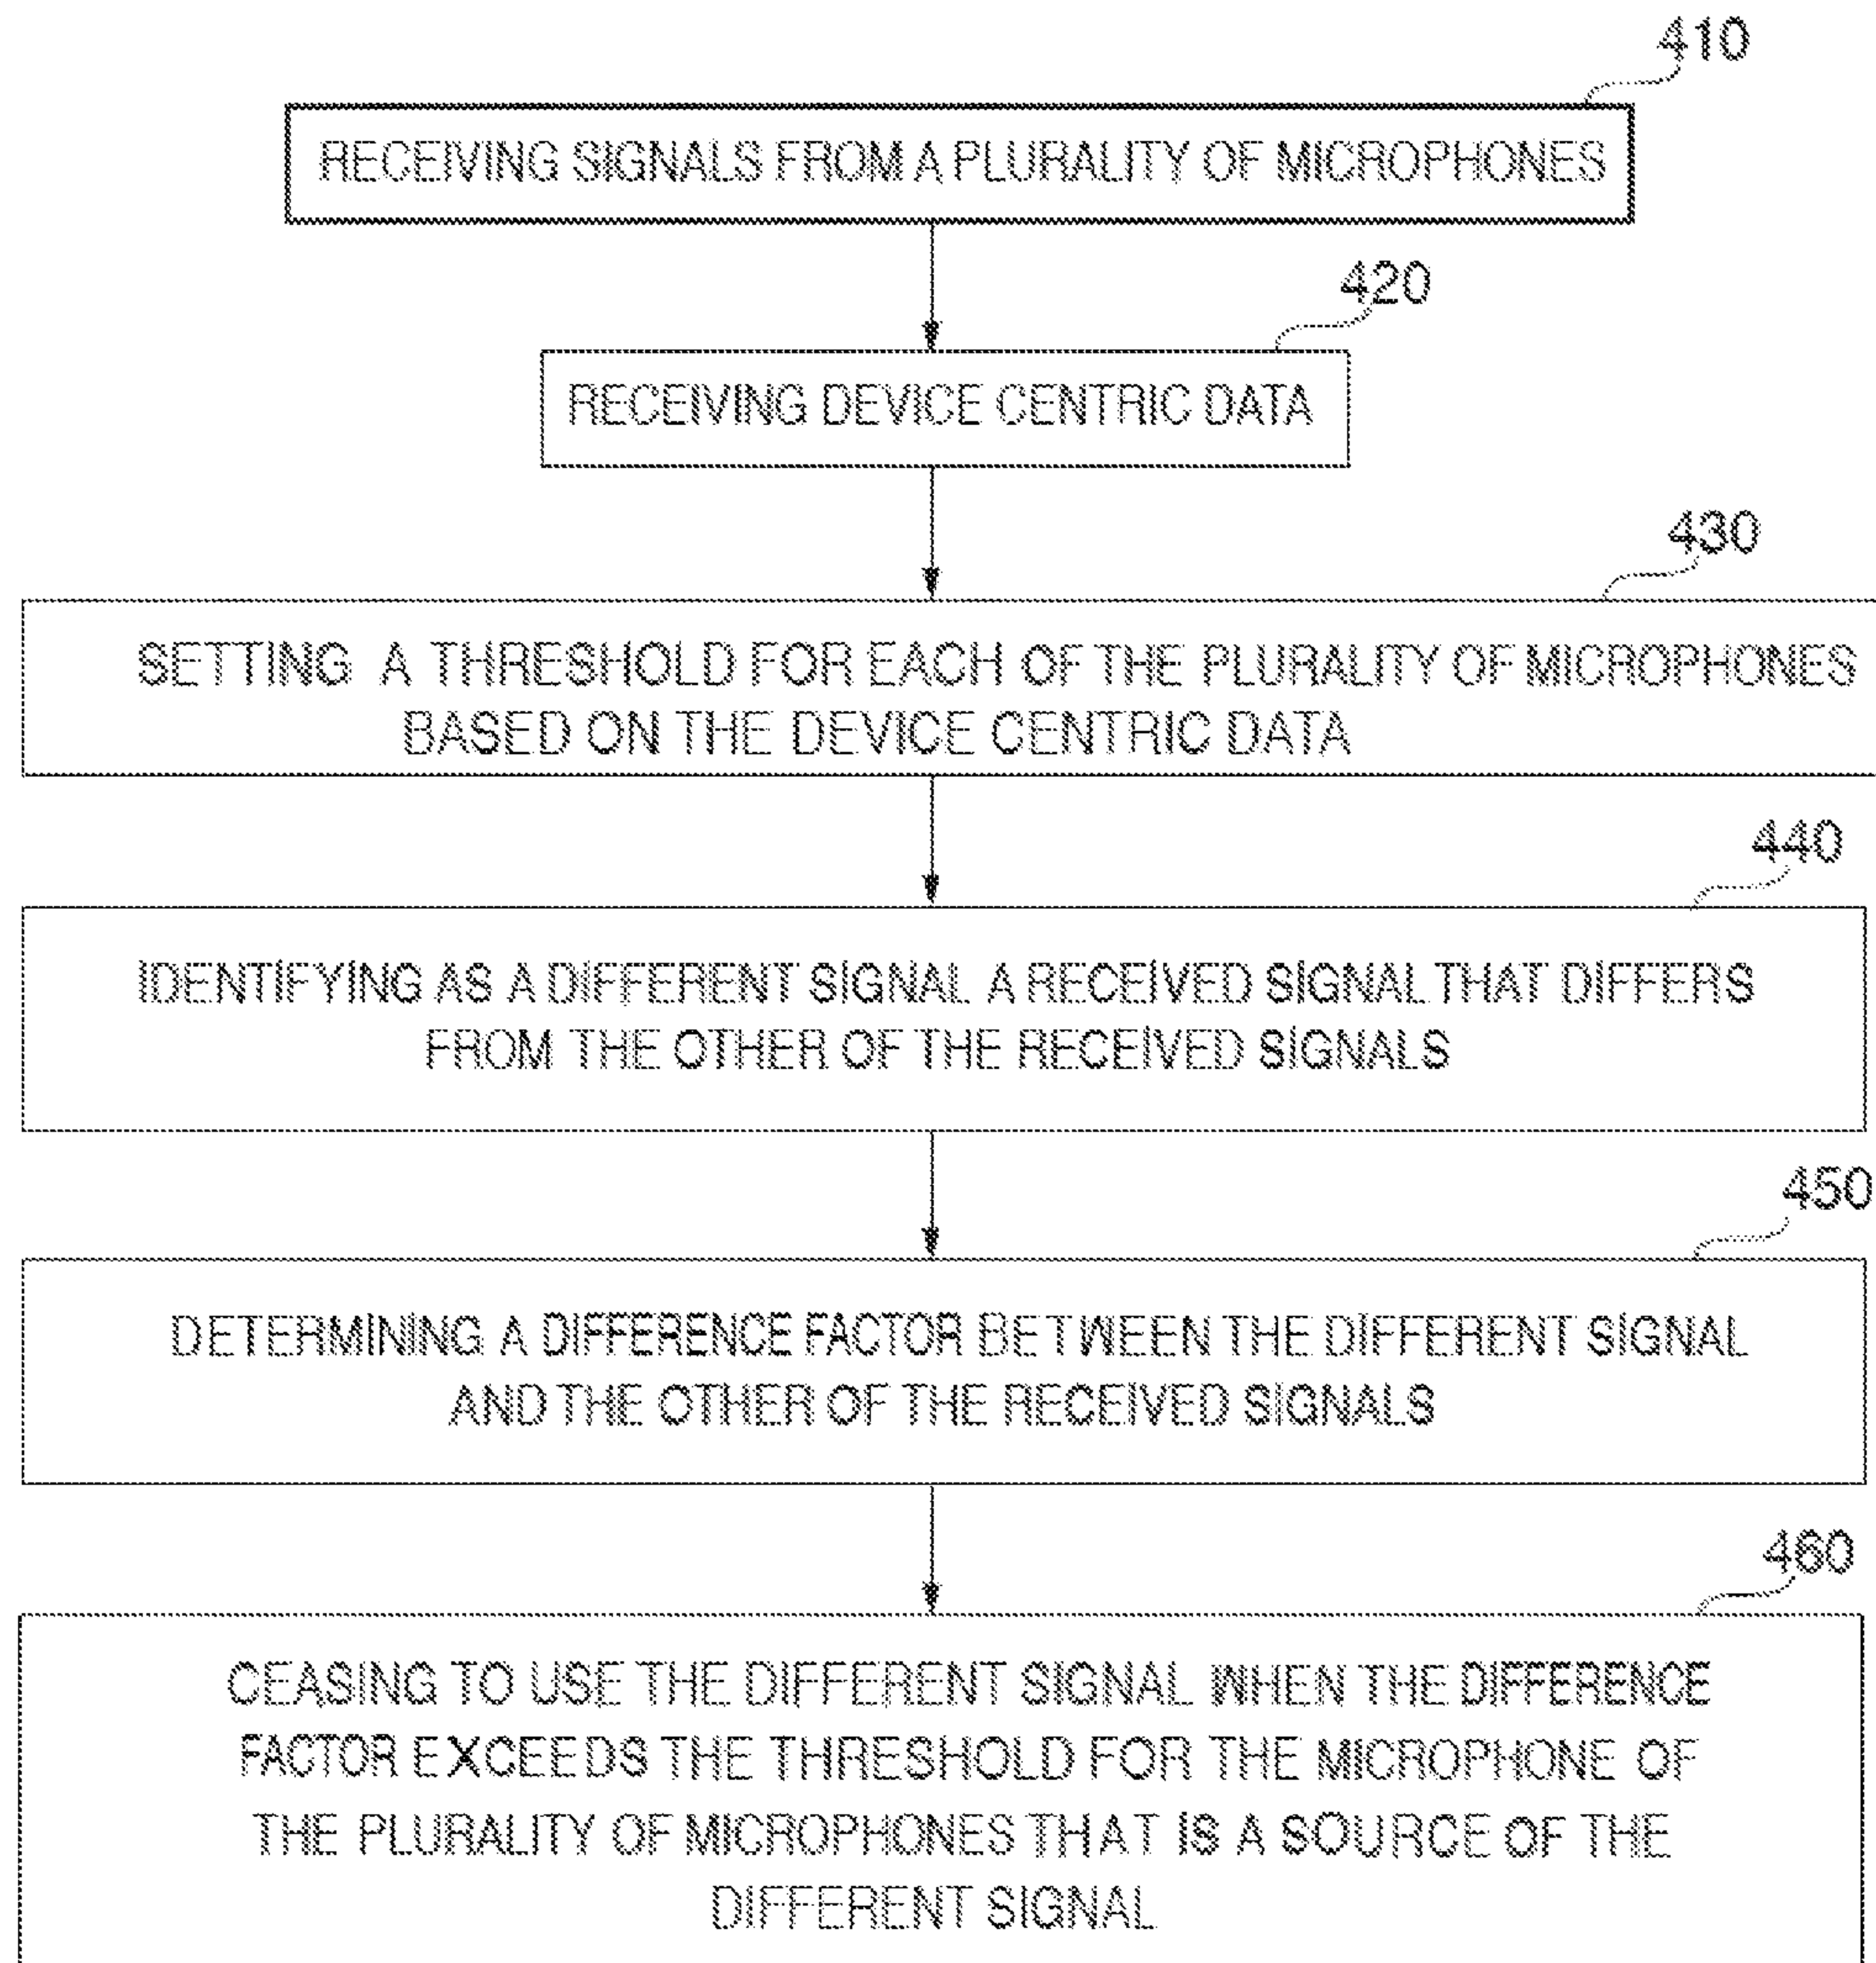 410
RECEIVING SIGNALS FROM A PLURALITY OF MICROPHONES
420
RECEIVING DEVICE CENTRIC DATA
430
SETTING A THRESHOLD FOR EACH OF THE PLURALITY OF MICROPHONES
BASED ON THE DEVICE CENTRIC DATA
440
IDENTIFYING AS A DIFFERENT SIGNAL A RECEIVED SIGNAL THAT DIFFERS
FROM THE OTHER OF THE RECEIVED SIGNALS
450
DETERMINING A DIFFERENCE FACTOR BETWEEN THE DIFFERENT SIGNAL
AND THE OTHER OF THE RECEIVED SIGNALS
460
CEASING TO USE THE DIFFERENT SIGNAL WHEN THE DIFFERENCE
FACTOR EXCEEDS THE THRESHOLD FOR THE MICROPHONE OF
THE PLURALITY OF MICROPHONES THAT IS A SOURCE OF THE
DIFFERENT SIGNAL